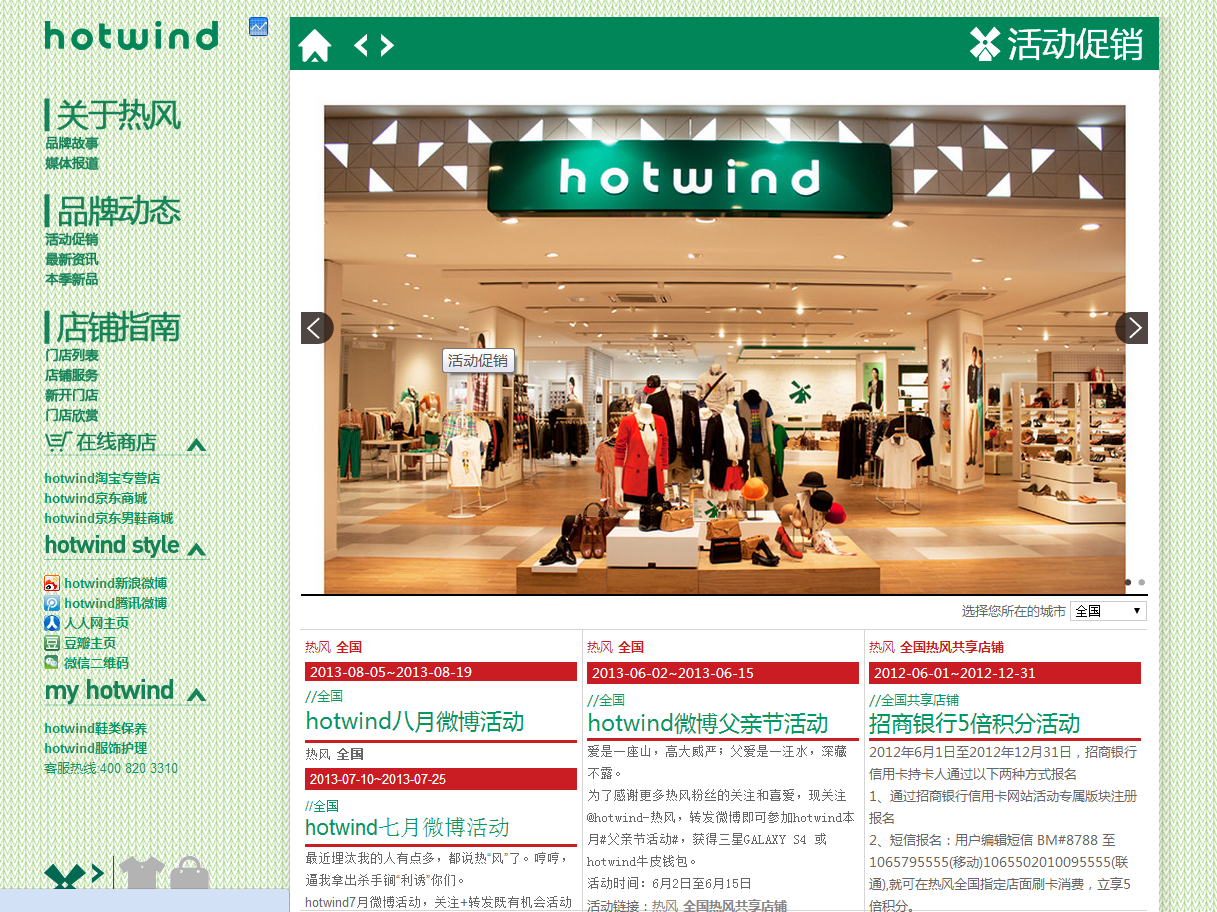 hotwind
关于热风
品牌故事
媒体报道
品牌动态
活动促销
最新资讯
本季新品
店铺指南
门店列表
店铺服务
新开门店
门店欣赏
在线商店
hotwind淘宝专营店
hotwind京东商城
hotwind京东男鞋商城
hotwind style
hotwind新浪微博
hotwind腾讯微博
人人网主页
豆瓣主页
微信二维码
my hotwind
hotwind鞋类保养
hotwind服饰护理
客服热线:400 820 3310
活动促销
hotwind
活动促销
选择您所在的城市 全国
热风 全国
2013-08-05~2013-08-19
//全国
hotwind八月微博活动
热风 全国
2013-07-10~2013-07-25
//全国
hotwind七月微博活动
最近埋汰我的人有点多，都说热“风”了。哼哼，
逼我拿出杀手锏“利诱”你们。
hotwind7月微博活动，关注+转发既有机会活动
热风 全国
2013-06-02~2013-06-15
//全国
hotwind微博父亲节活动
爱是一座山，高大威严；父爱是一汪水，深藏
不露。
为了感谢更多热风粉丝的关注和喜爱，现关注
@hotwind-热风，转发微博即可参加hotwind本
月#父亲节活动#，获得三星GALAXY S4 或
hotwind牛皮钱包。
活动时间：6月2日至6月15日
活动链接：热风 全国热风共享店铺
热风 全国热风共享店铺
2012-06-01~2012-12-31
//全国共享店铺
招商银行5倍积分活动
2012年6月1日至2012年12月31日，招商银行
信用卡持卡人通过以下两种方式报名
1、通过招商银行信用卡网站活动专属版块注册
报名
2、短信报名：用户编辑短信 BM#8788 至
1065795555(移动)1065502010095555(联
通),就可在热风全国指定店面刷卡消费，立享5
倍积分。